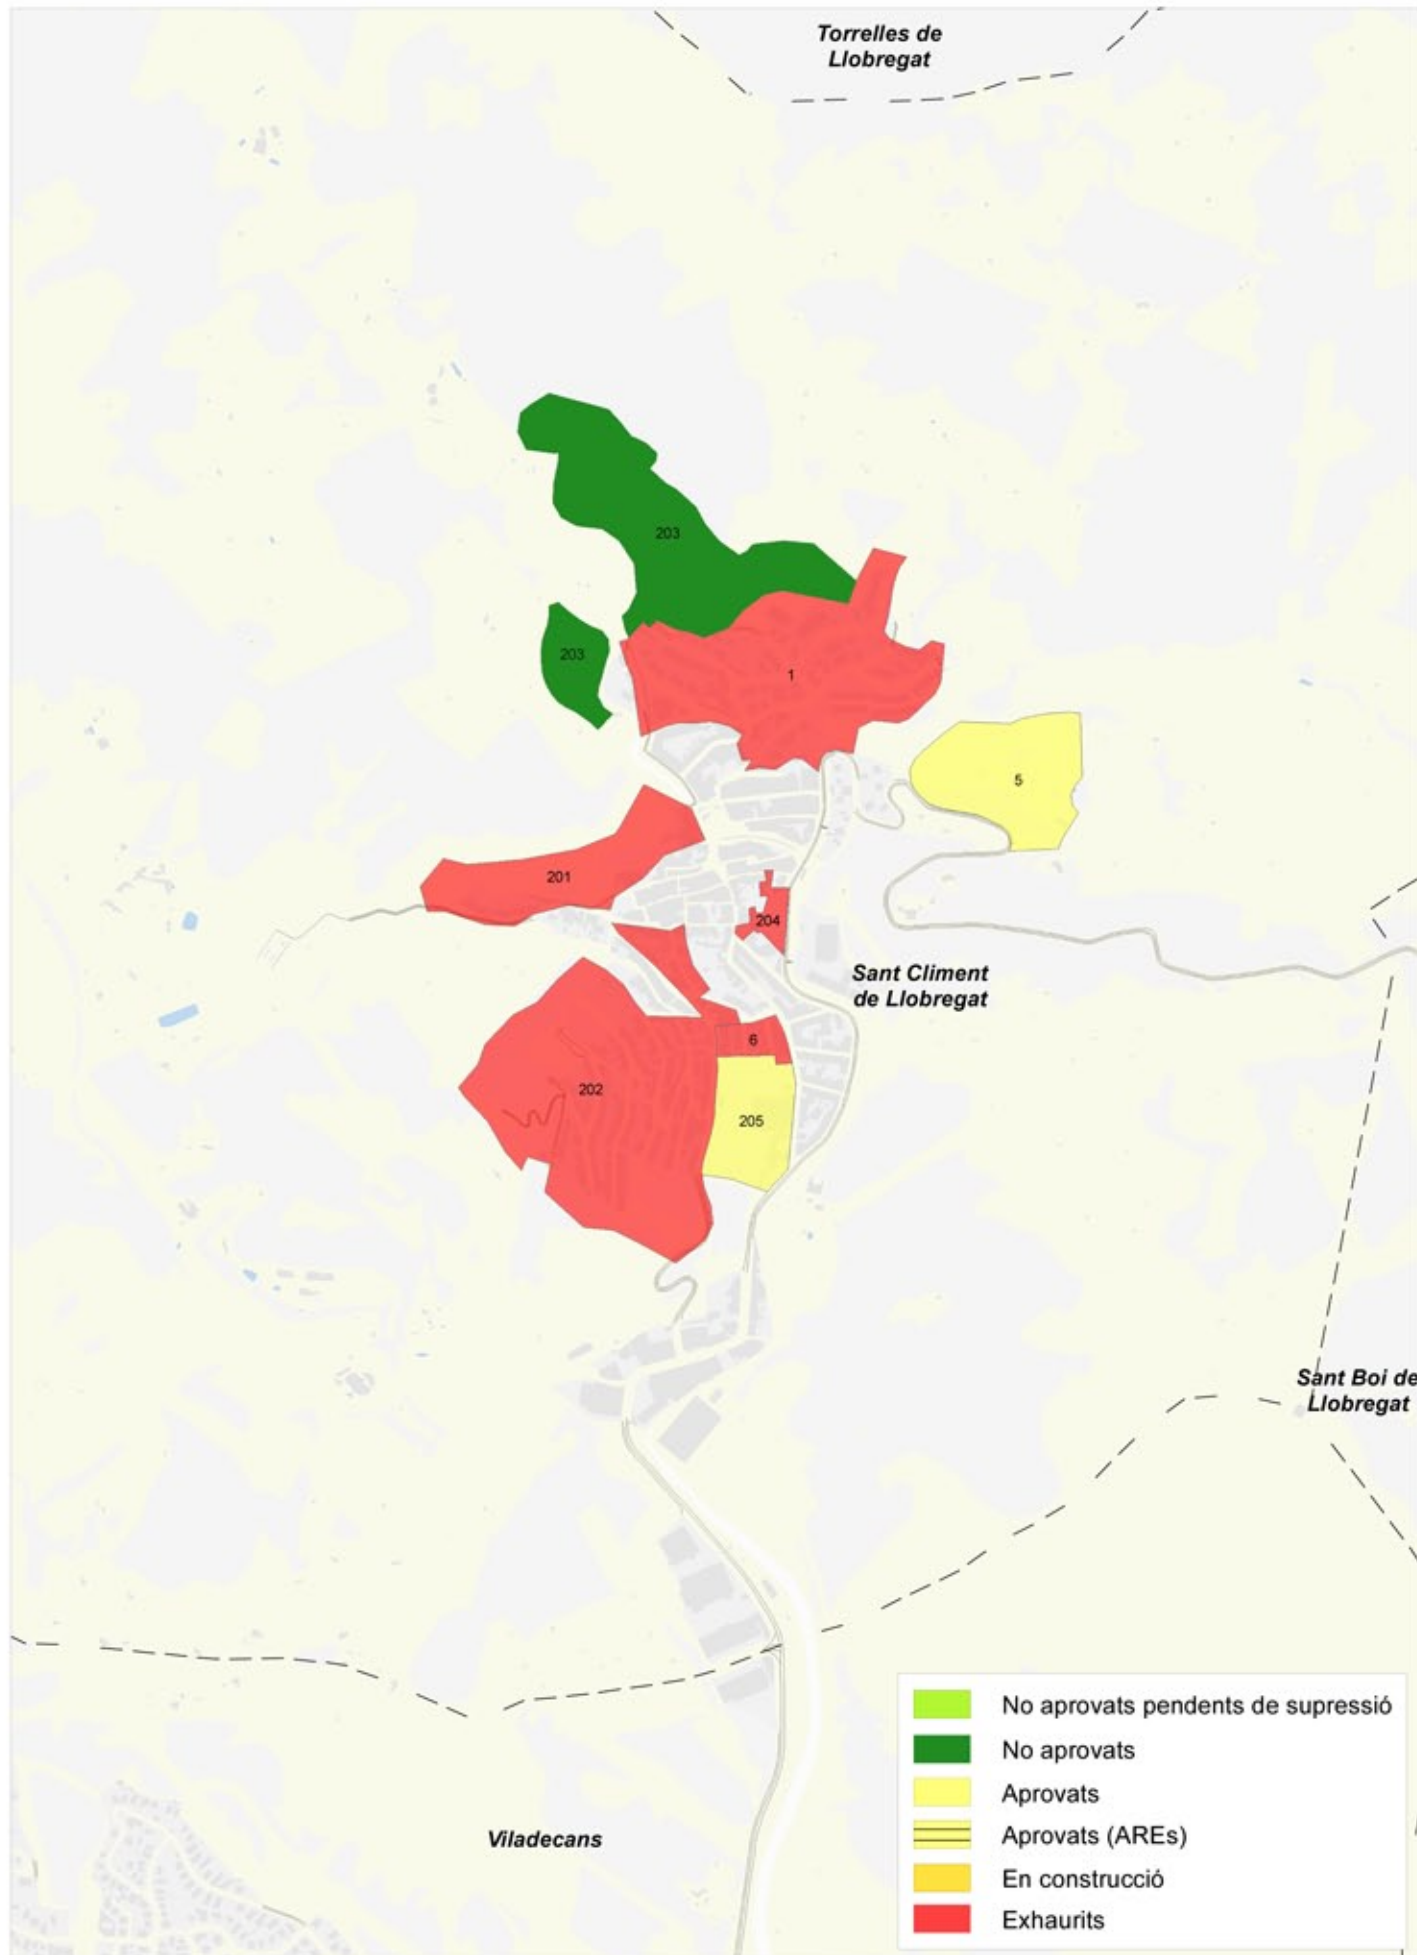 Torrelles de
Llobregat
203
203
1
5
201
204
Sant Climent
de Llobregat
6
202
205
Sant Boi de
Llobregat
Viladecans
No aprovats pendents de supressió
No aprovats
Aprovats
Aprovats (AREs)
En construcció
Exhaurits